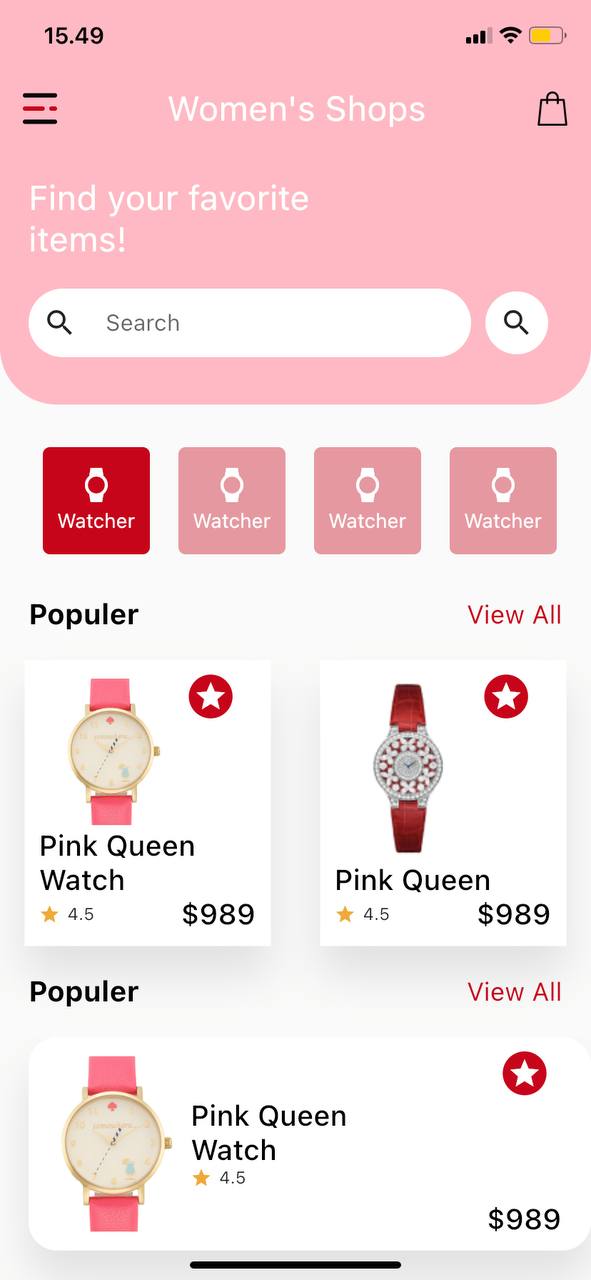 15.49
Women's Shops
Find your favorite
items!
Search
Watcher Watcher Watcher Watcher
Populer View All
Pink Queen
Watch
4.5 $989
Pink Queen
4.5 $989
Populer View All
Pink Queen
Watch
4.5
$989